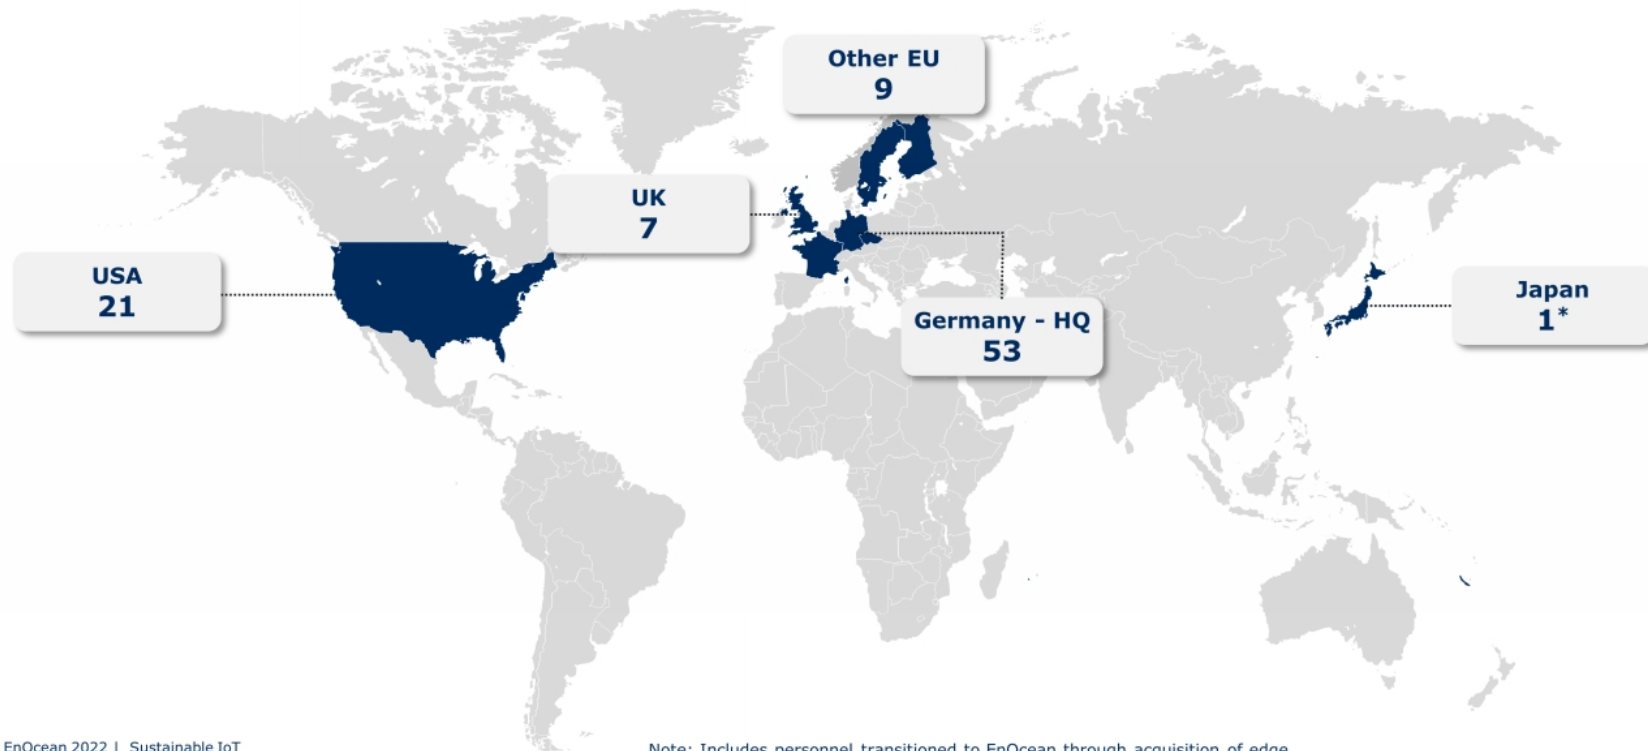 Other EU
9
UK
7
USA
21
Germany - HQ
53
Japan
1*
EnOcean 2022 | Sustainable IoT
Note: Includes personnel transitioned to EnOcean through acquisition of edge